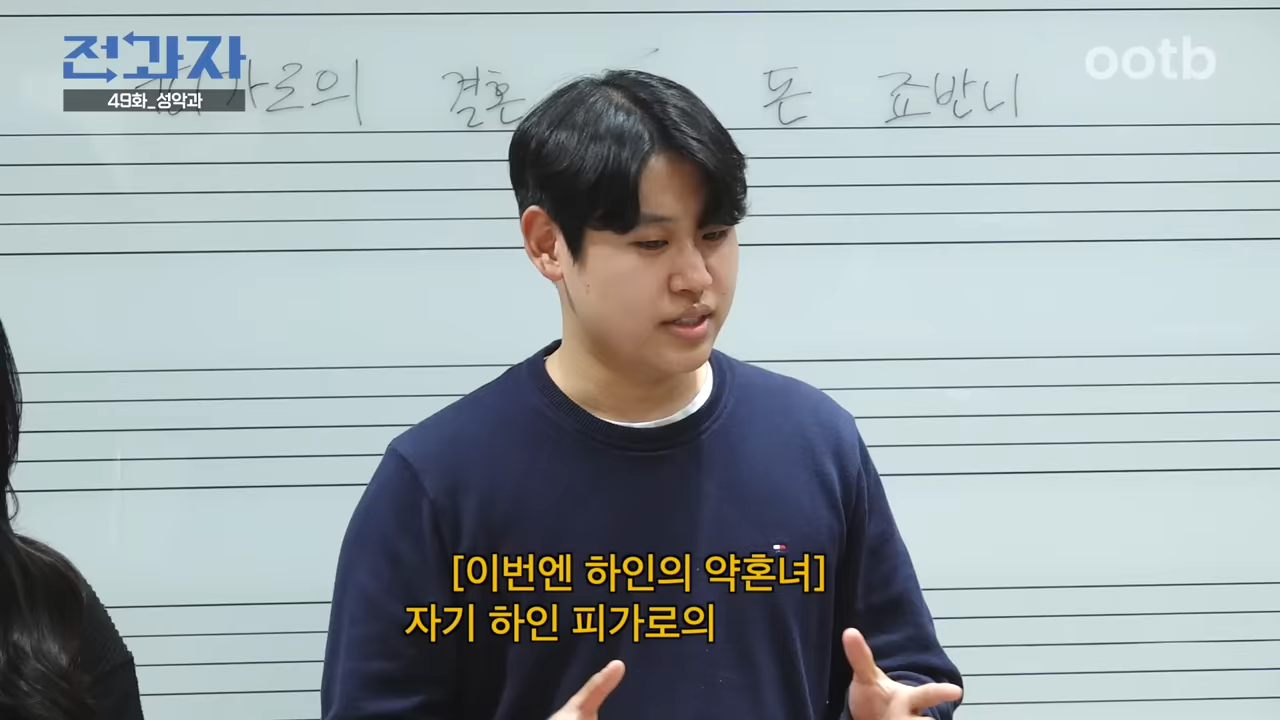 전과자
ootb
49화_성악과
가로의 결혼 돈 죠반니
[이번엔 하인의 약혼녀]
자기 하인 피가로의